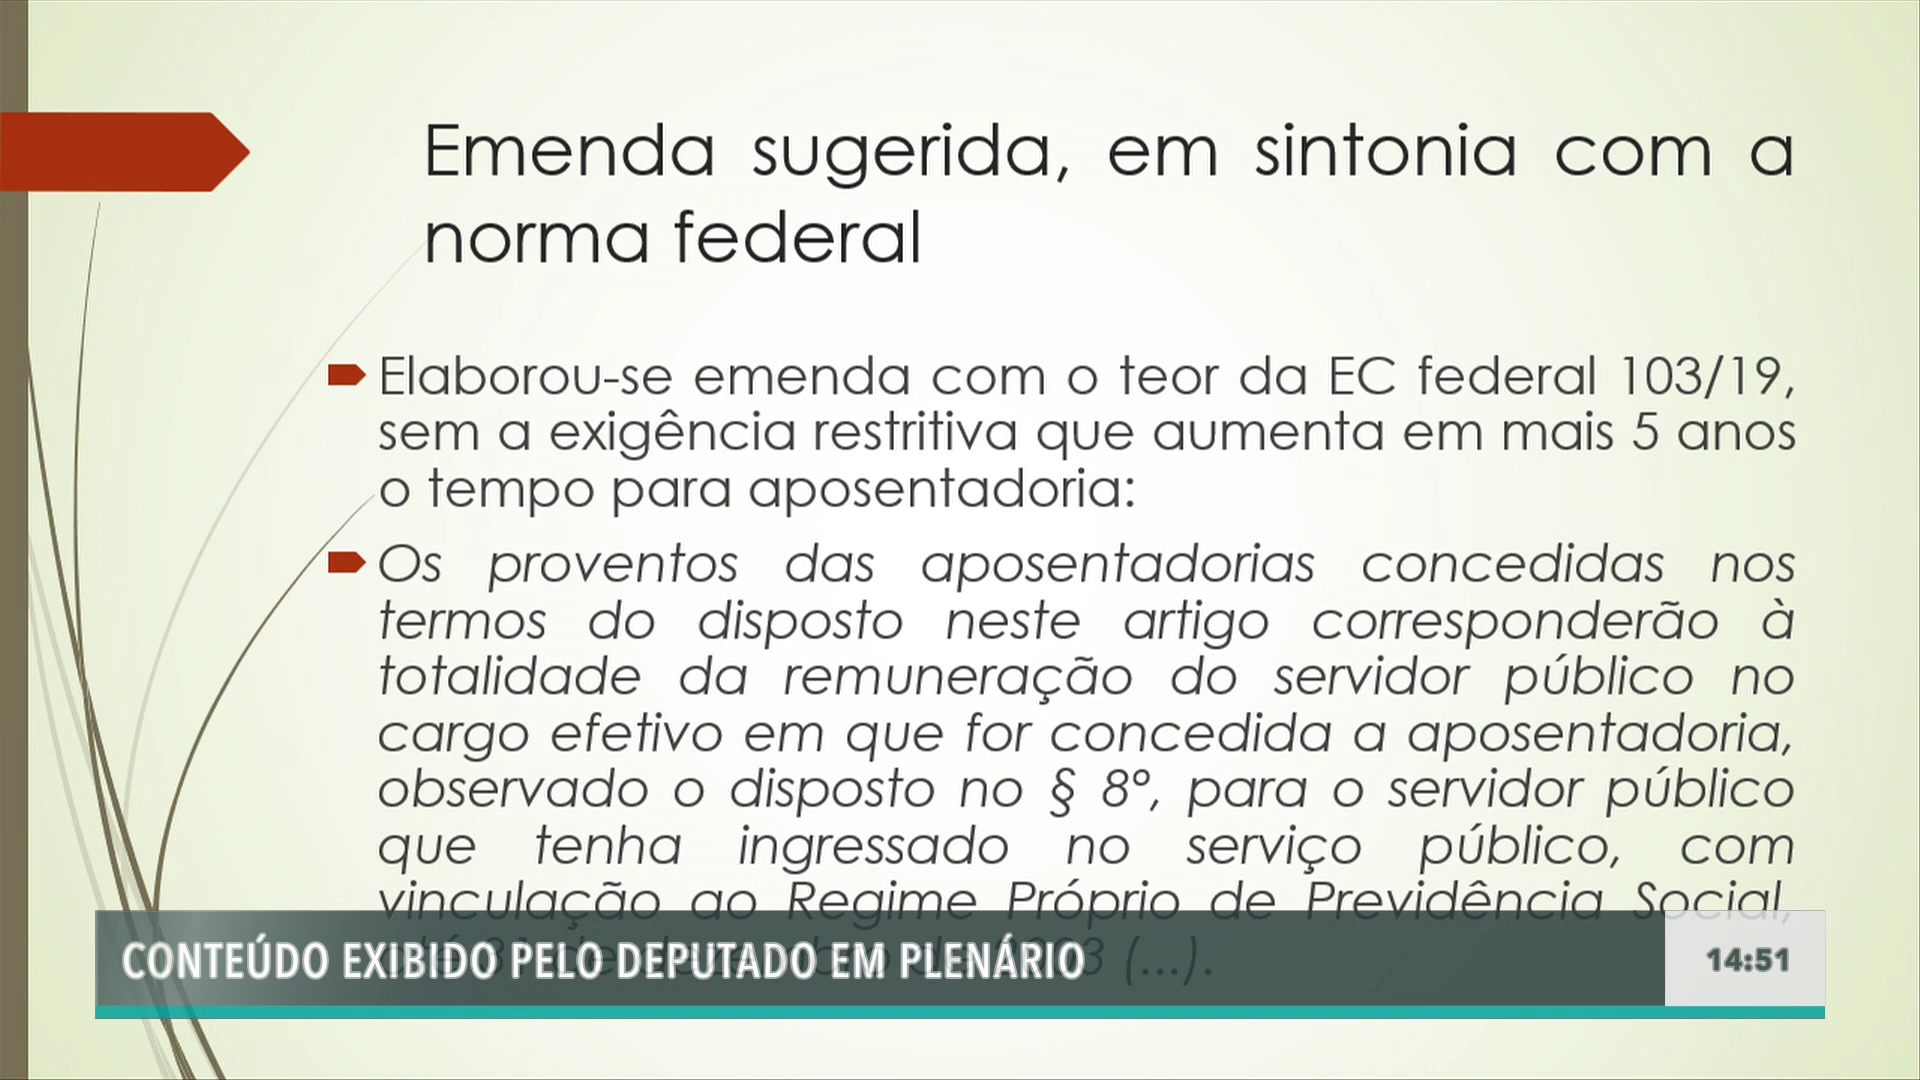 Emenda sugerida, em sintonia com a
norma federal
Elaborou-se emenda com o teor da EC federal 103/19,
sem a exigência restritiva que aumenta em mais 5 anos
o tempo para aposentadoria:
Os proventos das aposentadorias concedidas nos
termos do disposto neste artigo corresponderão à
totalidade da remuneração do servidor público no
cargo efetivo em que for concedida a aposentadoria,
observado o disposto no § 8º, para o servidor público
que tenha ingressado no serviço público, com
vinculação ao Regime Próprio de Previdência Social,
(...).
CONTEÚDO EXIBIDO PELO DEPUTADO EM PLENÁRIO
14:51